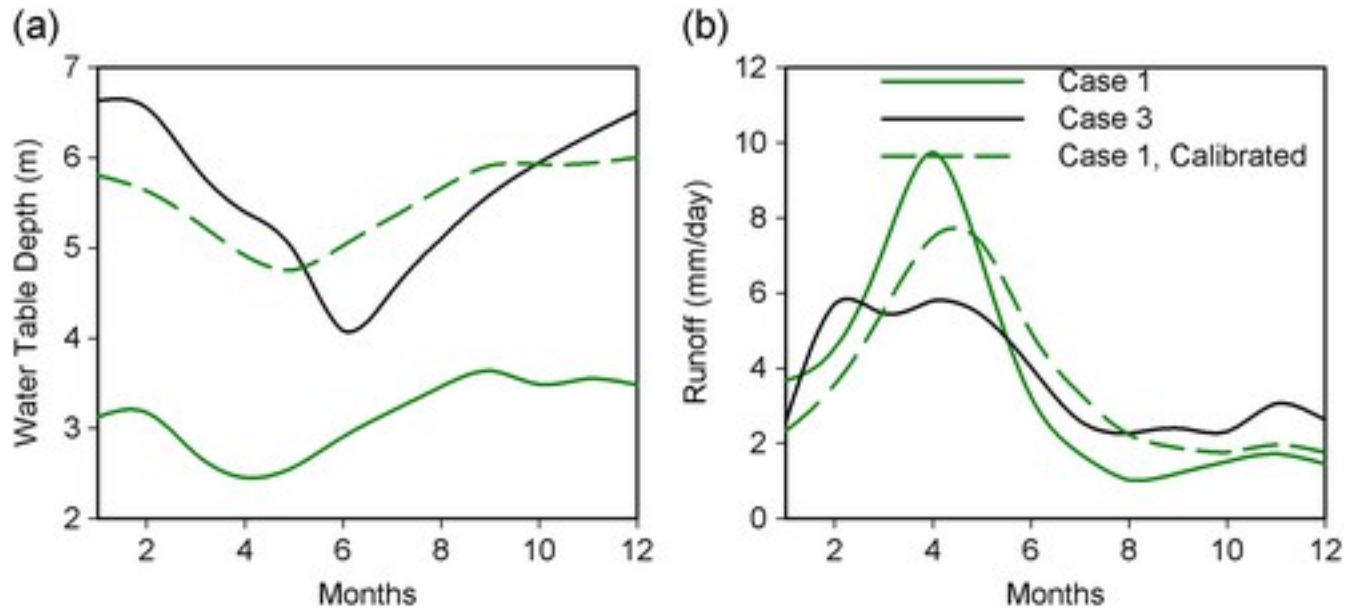 (a)
Water Table Depth (m)
7
6
5
4
3
2
2 4 6 8 10 12
Months
(b)
Runoff (mm/day)
12
10
8
6
4
2
0
2 4 6 8 10 12
Months
Case 1
Case 3
Case 1, Calibrated